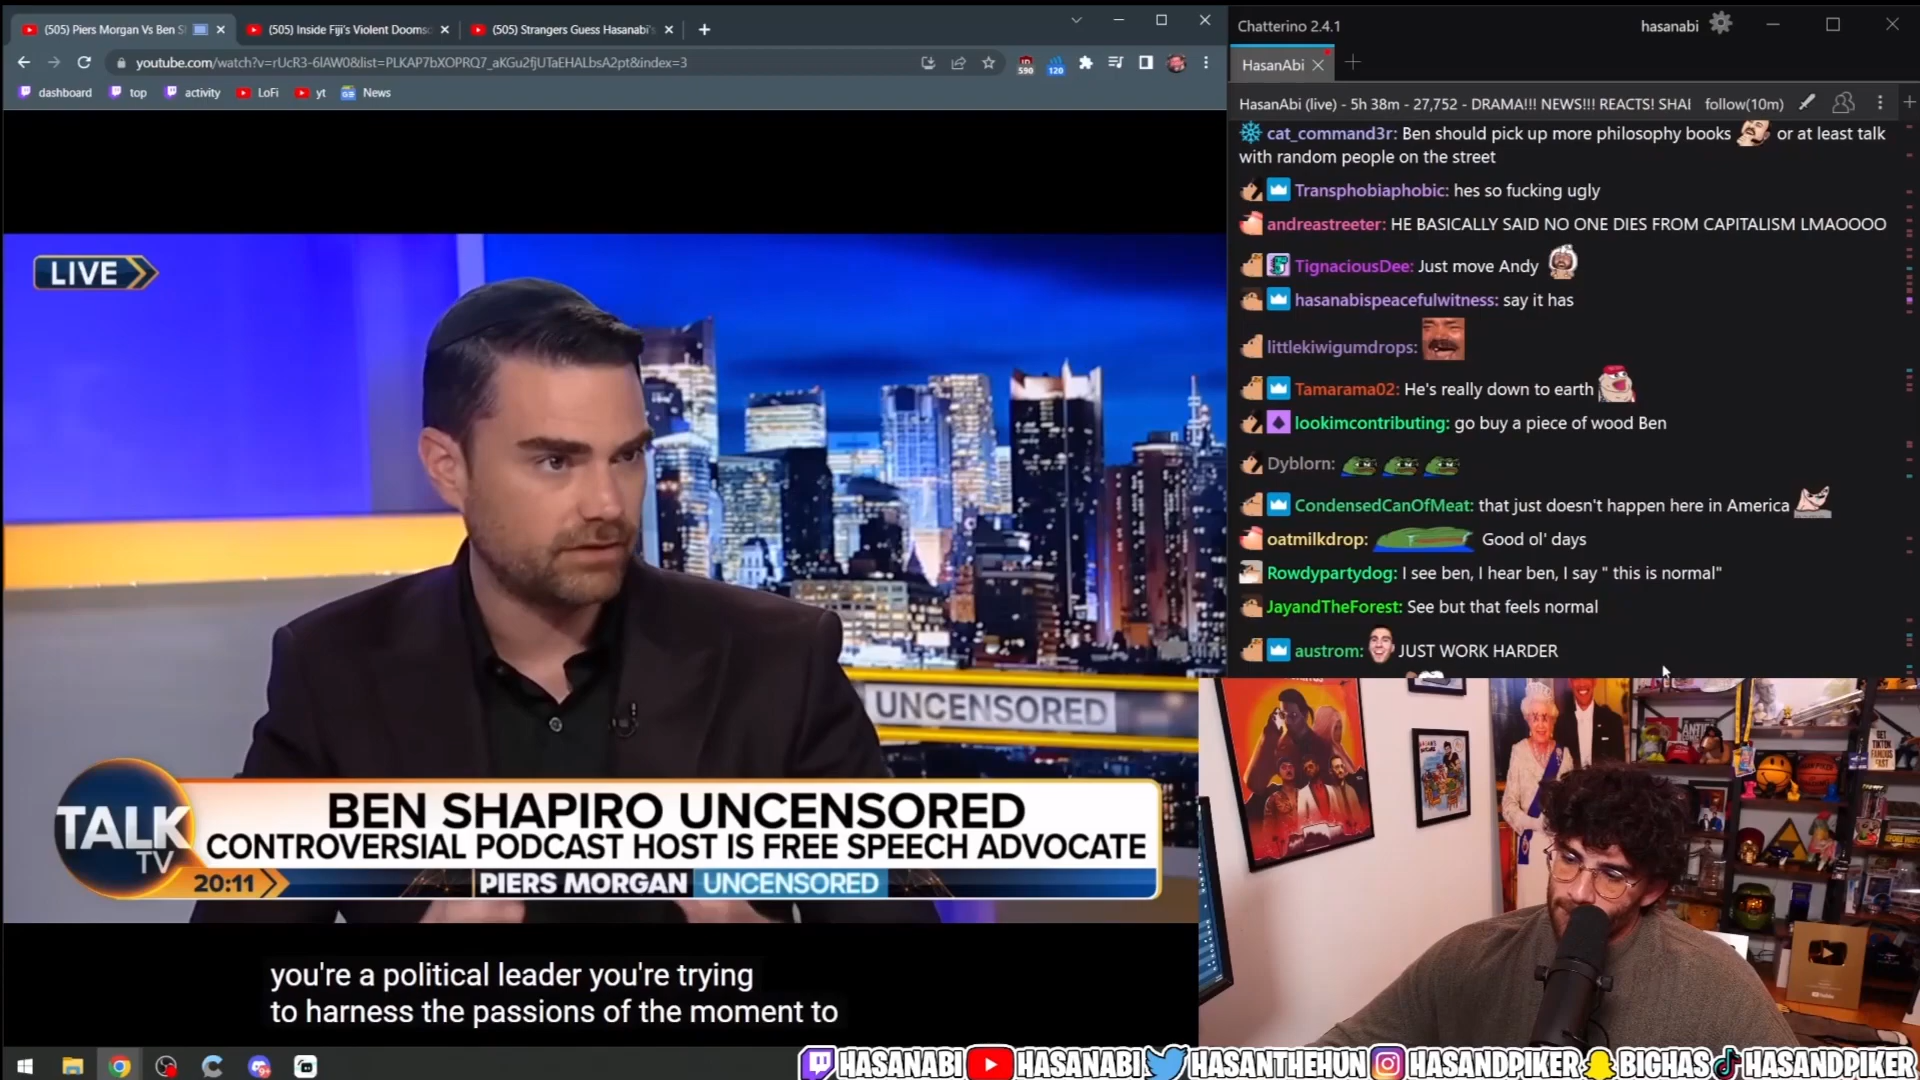 (505) Piers Morgan Vs Ben S
(505) Inside Fiji's Violent Doomsd
(505) Strangers Guess Hasanabi's
youtube.com/watch?v=rUcR3-6lAW0&list=PLKAP7bXOPRQ7_aKGu2fjUTaEHALbsA2pt&index=3
590
120
dashboard
top
activity
LoFi
yt
News
LIVE
UNCENSORED
BEN SHAPIRO UNCENSORED
CONTROVERSIAL PODCAST HOST IS FREE SPEECH ADVOCATE
TALK
TV
20:11
PIERS MORGAN UNCENSORED
you're a political leader you're trying
to harness the passions of the moment to
Chatterino 2.4.1
hasanabi
HasanAbi
HasanAbi (live) - 5h 38m - 27,752 - DRAMA!!! NEWS!!! REACTS! SHAI
follow(10m)
cat_command3r: Ben should pick up more philosophy books or at least talk
with random people on the street
Transphobiaphobic: hes so fucking ugly
andreastreeter: HE BASICALLY SAID NO ONE DIES FROM CAPITALISM LMAOOOO
TignaciousDee: Just move Andy
hasanabispeacefulwitness: say it has
littlekiwigumdrops:
Tamarama02: He's really down to earth
lookimcontributing: go buy a piece of wood Ben
Dyblorn:
CondensedCanOfMeat: that just doesn't happen here in America
oatmilkdrop: Good ol' days
Rowdypartydog: I see ben, I hear ben, I say " this is normal"
JayandTheForest: See but that feels normal
austrom: JUST WORK HARDER
HASANABI
HASANABI
HASANTHEHUN
HASANDPIKER
BIGHAS
HASANDPIKER